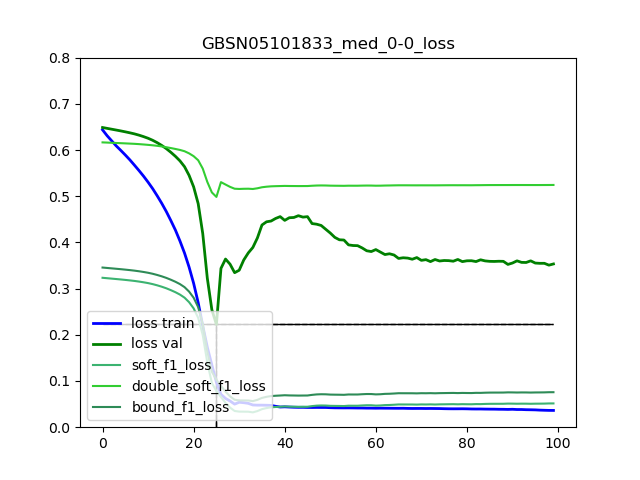 GBSN05101833_med_0-0_loss
0.8
0.7
0.6
0.5
0.4
0.3
0.2
0.1
0.0
loss train
loss val
soft_f1_loss
double_soft_f1_loss
bound_f1_loss
0 20 40 60 80 100